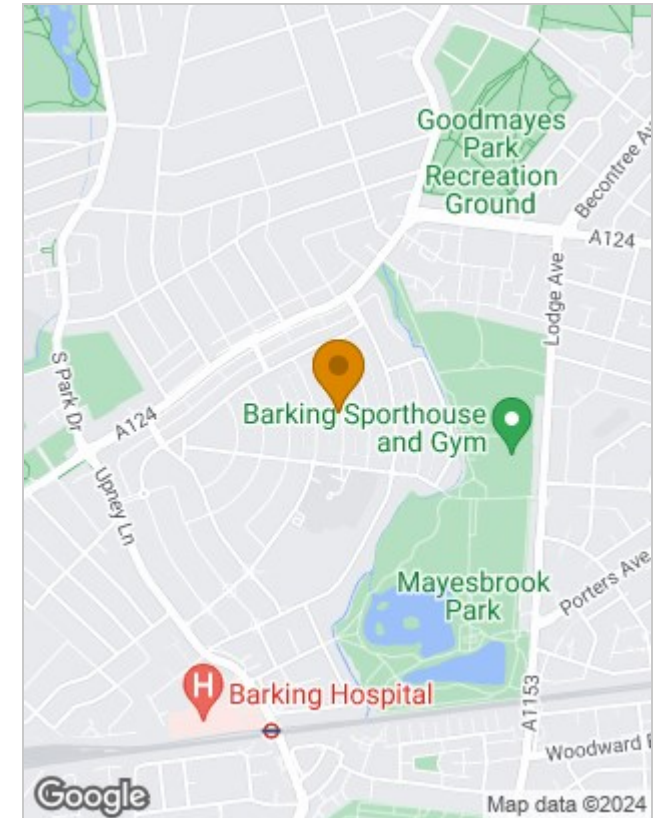 Goodmayes
Park
Recreation
Ground
Becontree Av
A124
Lodge Ave
S Park Dr
A124
Barking Sporthouse
and Gym
Upney Ln
Mayesbrook
Park
Porters Ave
H
Barking Hospital
A1153
Woodward
Google
Map data ©2024